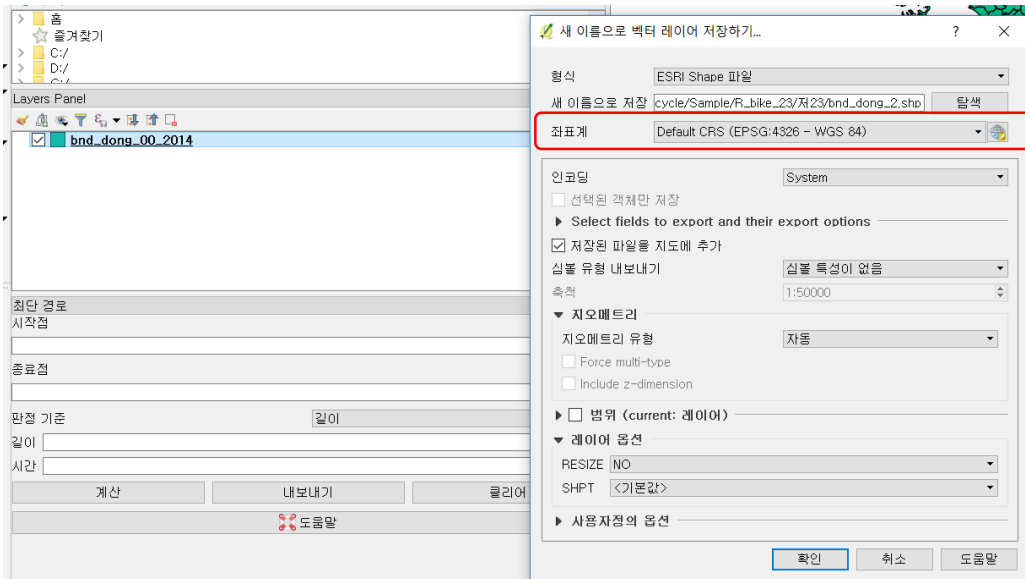 홈
즐겨찾기
C:/
D:/
Layers Panel
bnd_dong_00_2014
최단 경로
시작점
종료점
판정 기준
길이
길이
시간
계산
내보내기
클리어
도움말
새 이름으로 벡터 레이어 저장하기...
?
형식
ESRI Shape 파일
새 이름으로 저장
cycle/Sample/R_bike_23/저23/bnd_dong_2.shp
탐색
좌표계
Default CRS (EPSG:4326 - WGS 84)
인코딩
System
선택된 객체만 저장
Select fields to export and their export options
저장된 파일을 지도에 추가
심볼 유형 내보내기
심볼 특성이 없음
축척
1:50000
지오메트리
지오메트리 유형
자동
Force multi-type
Include z-dimension
범위 (current: 레이어)
레이어 옵션
RESIZE
NO
SHPT
<기본값>
사용자정의 옵션
확인
취소
도움말